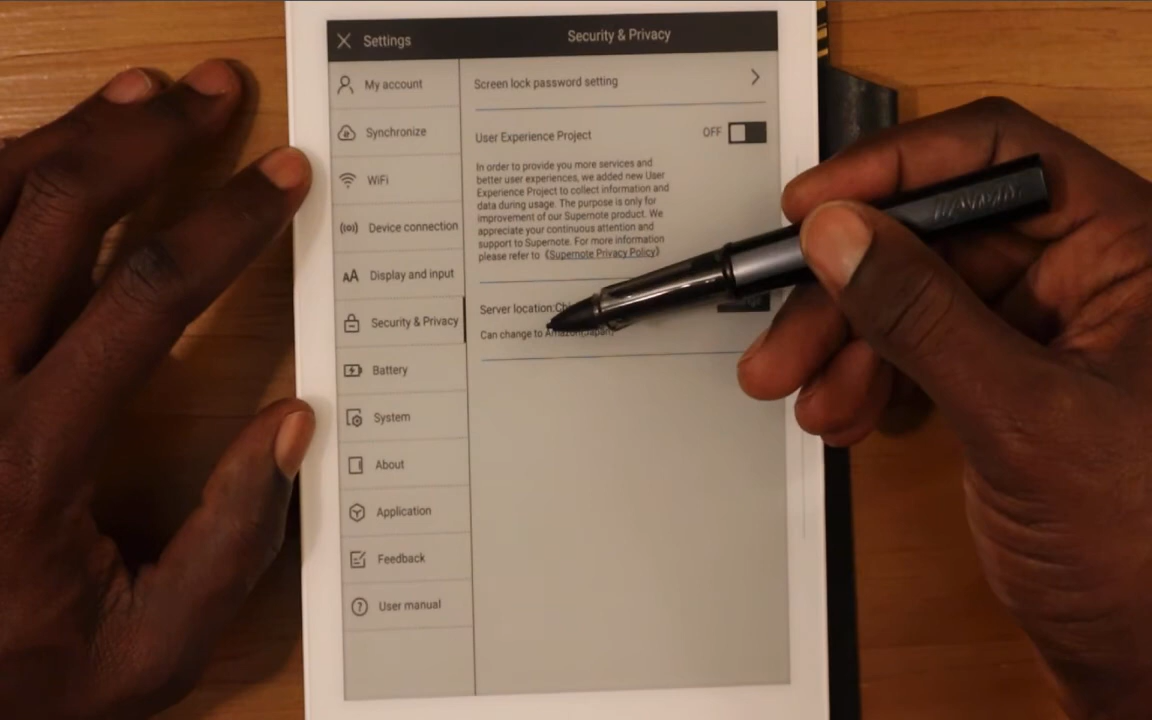 Settings
Security & Privacy
My account
Synchronize
WiFi
Device connection
Display and input
Security & Privacy
Battery
System
About
Application
Feedback
User manual
Screen lock password setting
User Experience Project
OFF
In order to provide you more services and
better user experiences, we added new User
Experience Project to collect information and
data during usage. The purpose is only for
improvement of our Supernote product. We
appreciate your continuous attention and
support to Supernote. For more information
please refer to 《Supernote Privacy Policy》
Server location:
Can change to Amazon(Japan)